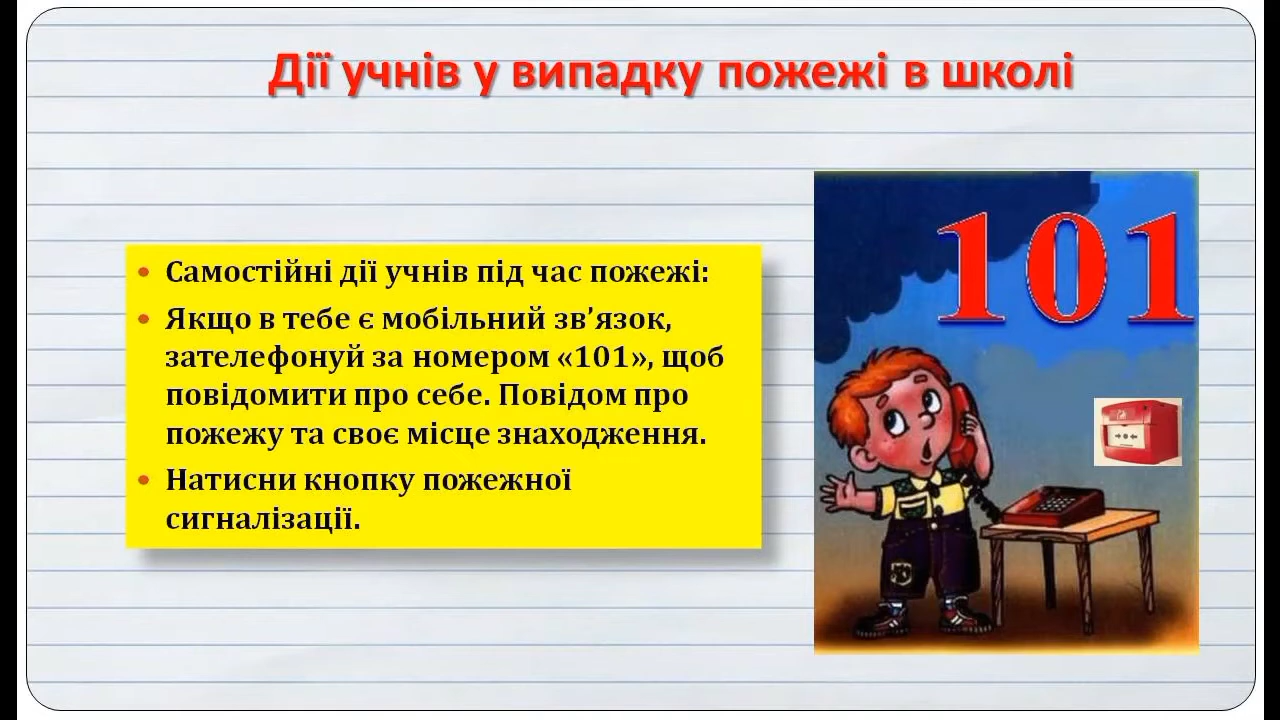 Дії учнів у випадку пожежі в школі
• Самостійні дії учнів під час пожежі:
• Якщо в тебе є мобільний зв’язок,
зателефонуй за номером «101», щоб
повідомити про себе. Повідом про
пожежу та своє місце знаходження.
• Натисни кнопку пожежної
сигналізації.
101